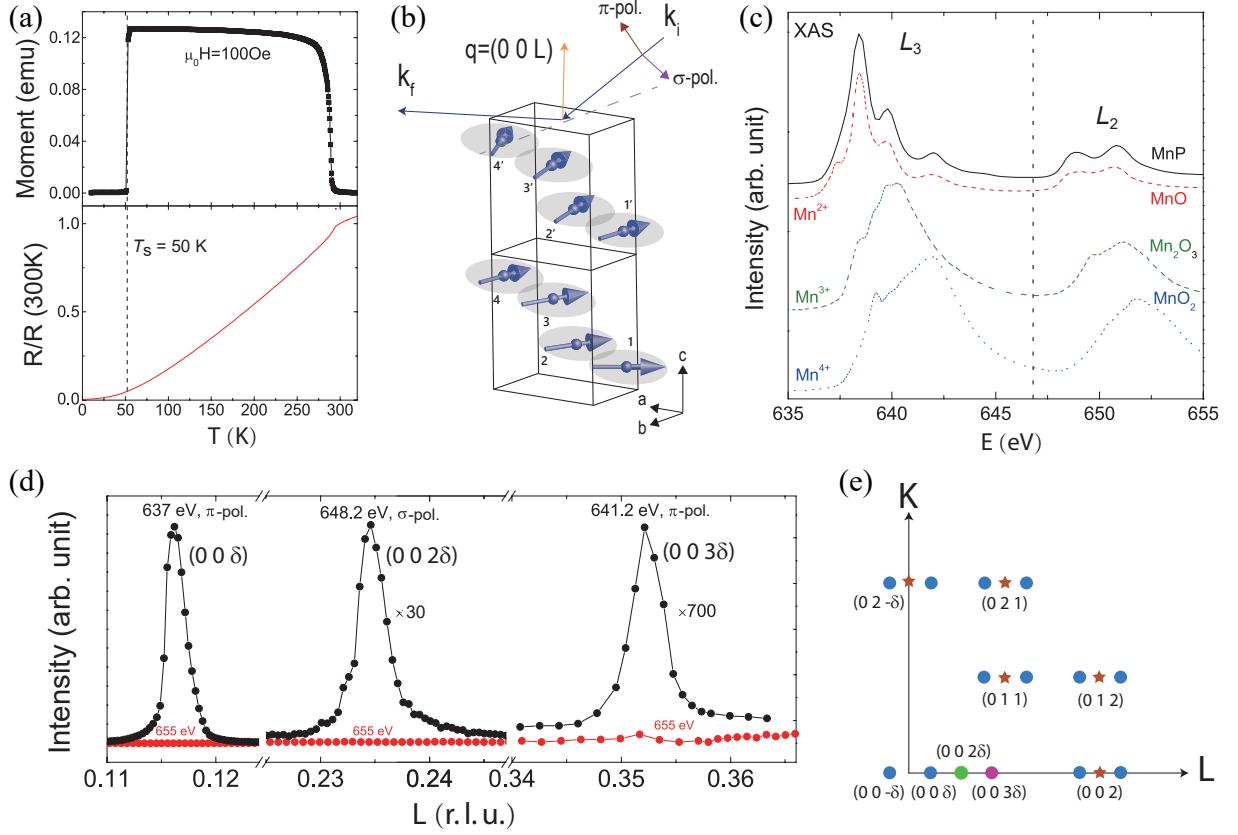 (a)
Moment (emu)
0.12
0.08
0.04
0.00
μ₀H=100Oe
R/R (300K)
1.0
0.5
0.0
Tₛ = 50 K
0 50 100 150 200 250 300
T (K)
(b)
π-pol.
kᵢ
q=(0 0 L)
σ-pol.
k_f
4'
3'
1'
2'
4
3
1
2
c
a
b
(c)
XAS
L₃
L₂
Intensity (arb. unit)
MnP
MnO
Mn²⁺
Mn₂O₃
Mn³⁺
MnO₂
Mn⁴⁺
635 640 645 650 655
E (eV)
(d)
Intensity (arb. unit)
637 eV, π-pol.
(0 0 δ)
655 eV
648.2 eV, σ-pol.
(0 0 2δ)
×30
655 eV
641.2 eV, π-pol.
(0 0 3δ)
×700
655 eV
0.11 0.12 0.23 0.24 0.34 0.35 0.36
L (r.l.u.)
(e)
K
(0 2 -δ) (0 2 1)
(0 1 1) (0 1 2)
(0 0 2δ)
L
(0 0 -δ) (0 0 δ) (0 0 3δ) (0 0 2)